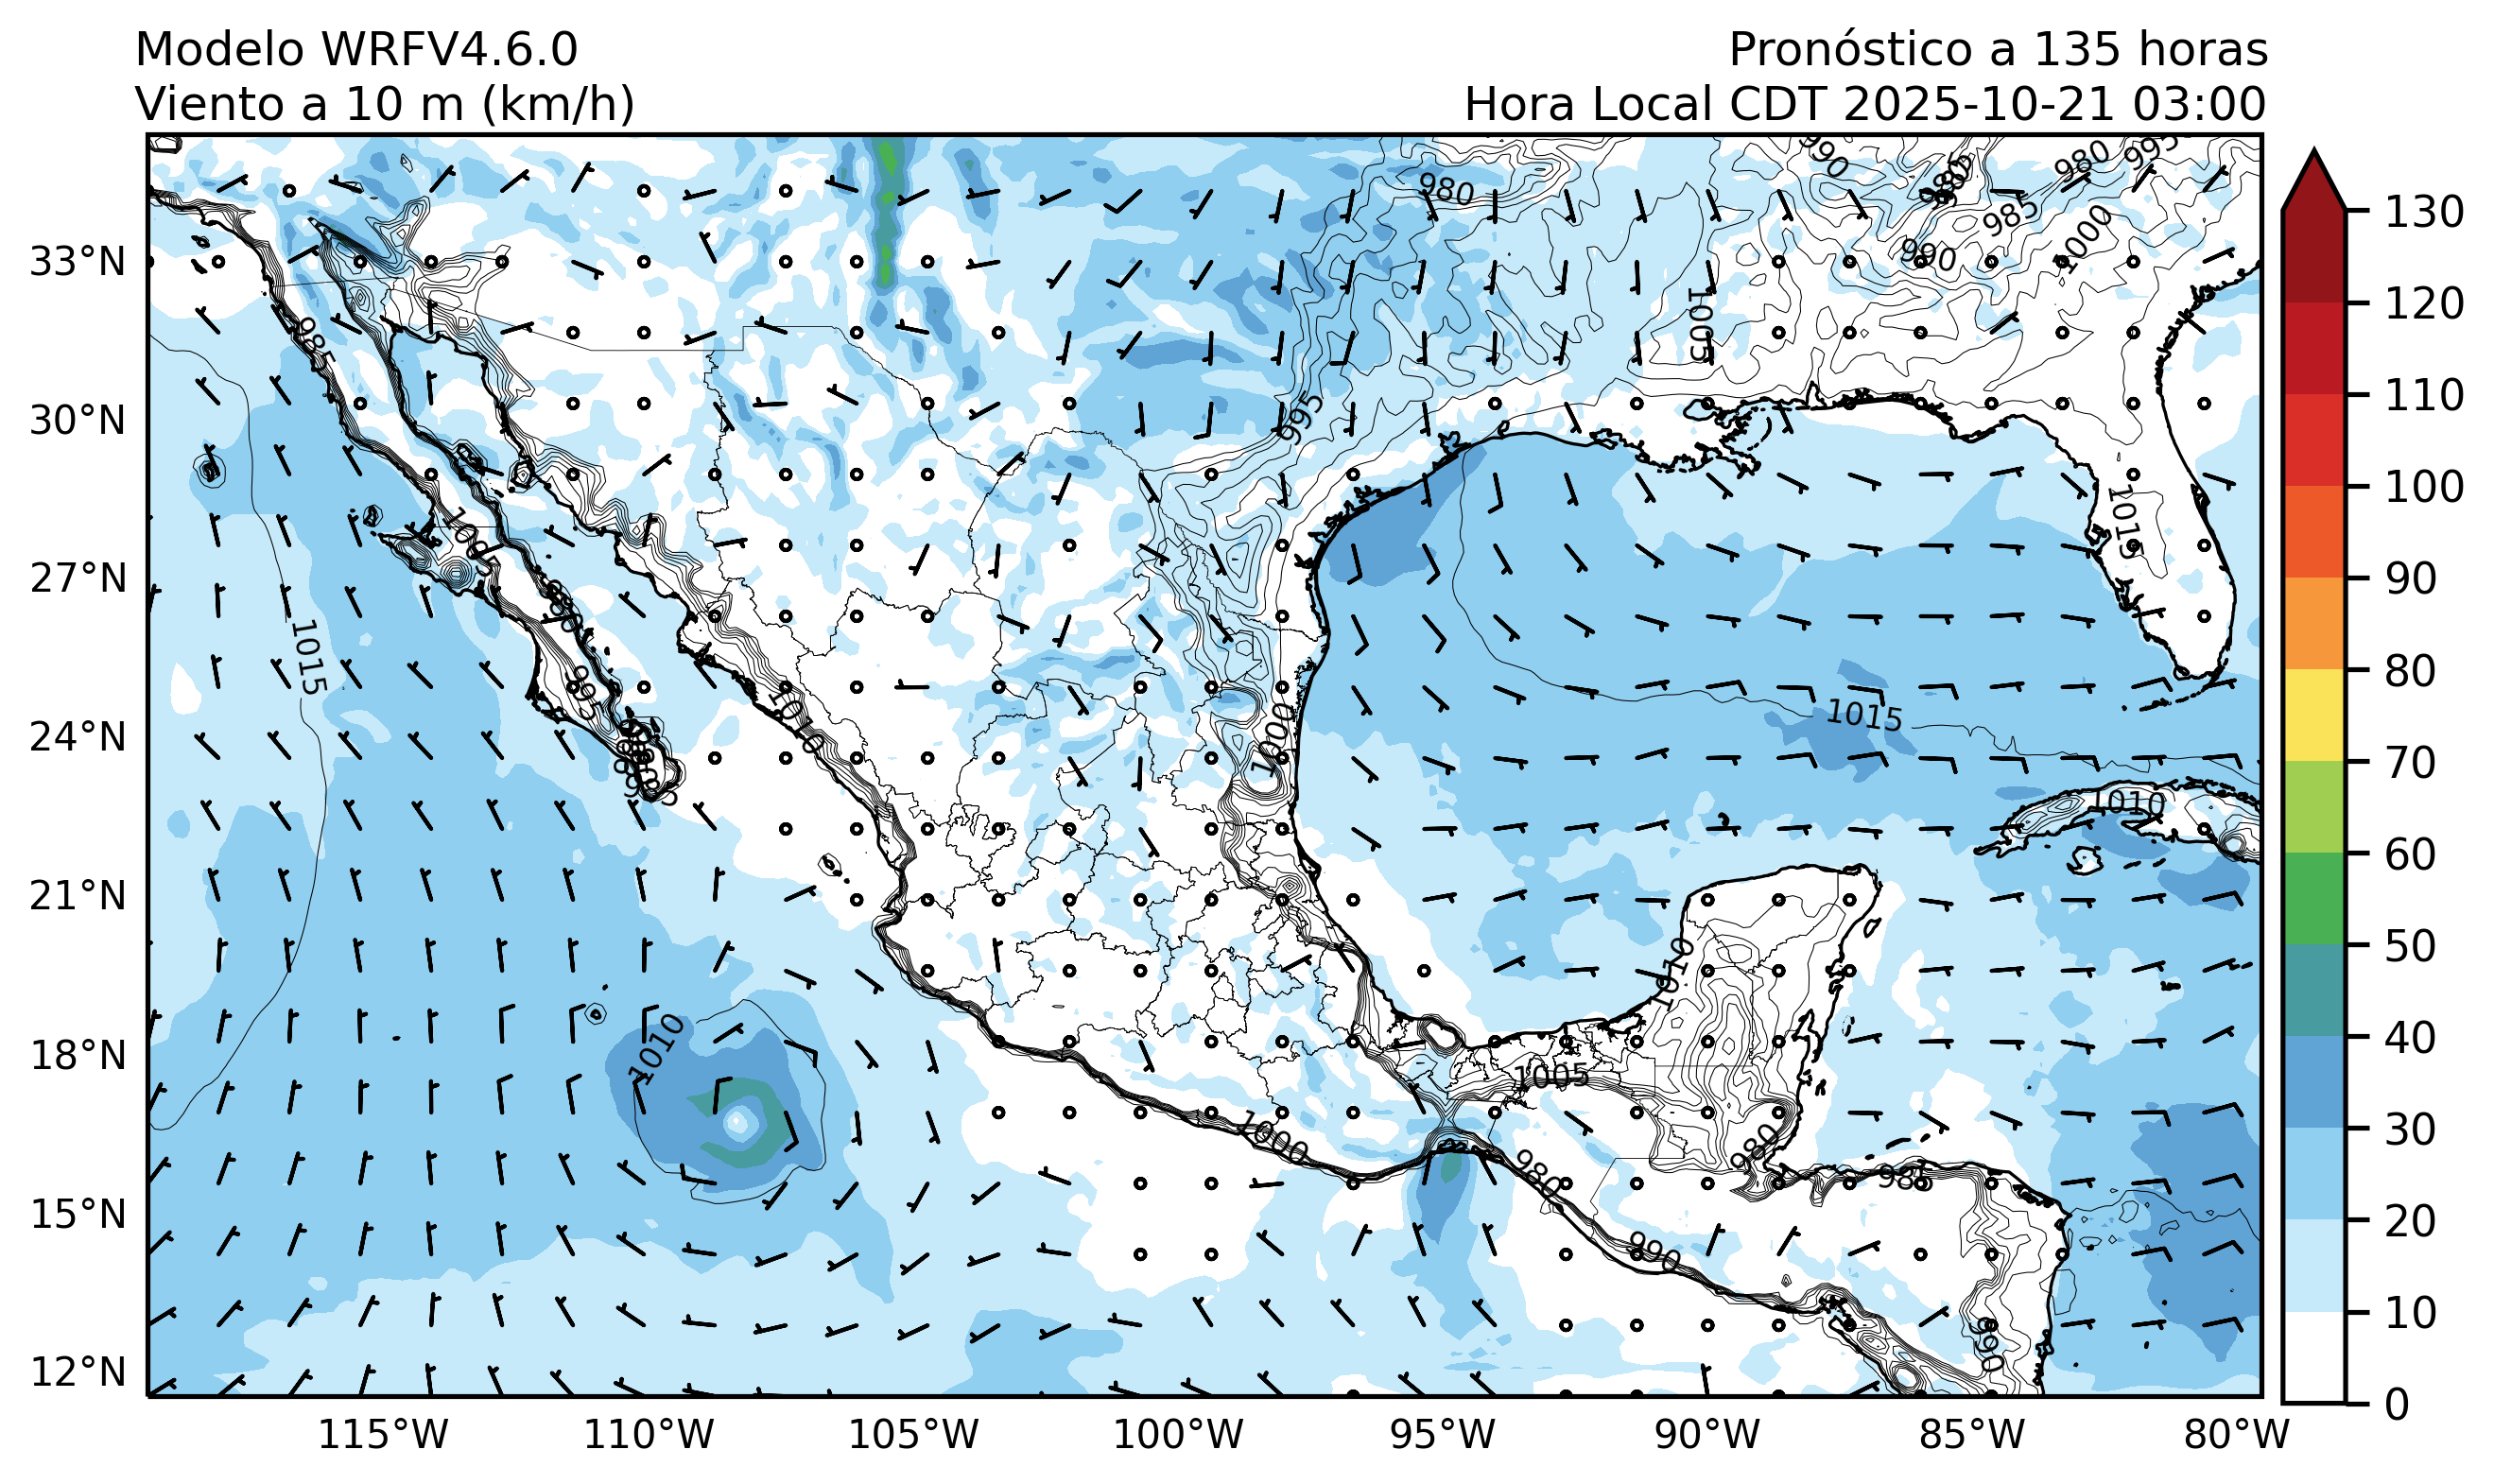 Modelo WRFV4.6.0
Pronóstico a 135 horas
Viento a 10 m (km/h)
Hora Local CDT 2025-10-21 03:00
33°N
30°N
27°N
24°N
21°N
18°N
15°N
12°N
115°W
110°W
105°W
100°W
95°W
90°W
85°W
80°W
130
120
110
100
90
80
70
60
50
40
30
20
10
0
980
990
980
995
985
990
1000
1005
985
995
1015
1005
1015
995
1010
1000
1015
1010
1010
1010
1005
1000
980
980
990
990